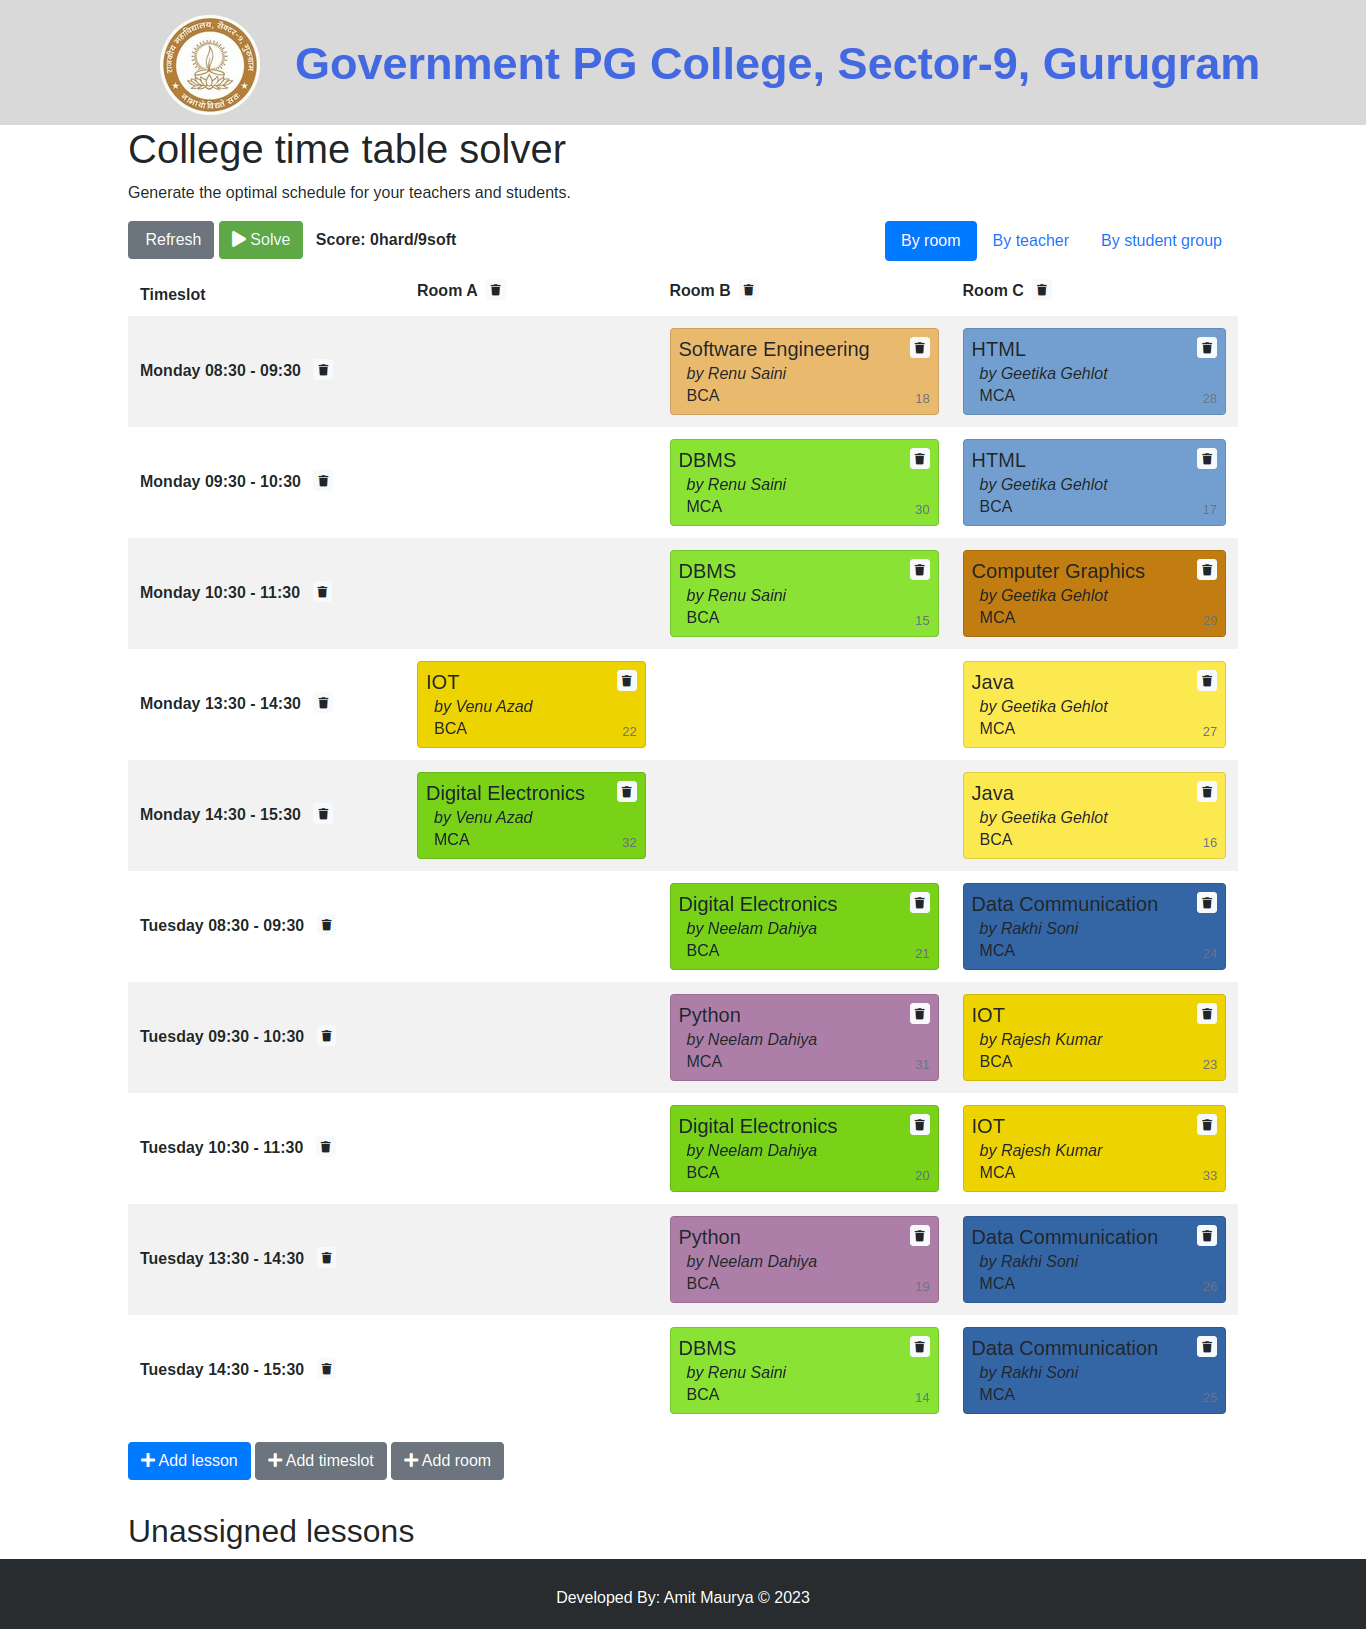 राजकीय महाविद्यालय, सैक्टर-९, गुरुग्राम
Government PG College, Sector-9, Gurugram
College time table solver
Generate the optimal schedule for your teachers and students.
Refresh Solve Score: 0hard/9soft By room By teacher By student group
Timeslot Room A Room B Room C
Monday 08:30 - 09:30
Software Engineering
by Renu Saini
BCA 18
HTML
by Geetika Gehlot
MCA 28
Monday 09:30 - 10:30
DBMS
by Renu Saini
MCA 30
HTML
by Geetika Gehlot
BCA 17
Monday 10:30 - 11:30
DBMS
by Renu Saini
BCA 15
Computer Graphics
by Geetika Gehlot
MCA 29
Monday 13:30 - 14:30
IOT
by Venu Azad
BCA 22
Java
by Geetika Gehlot
MCA 27
Monday 14:30 - 15:30
Digital Electronics
by Venu Azad
MCA 32
Java
by Geetika Gehlot
BCA 16
Tuesday 08:30 - 09:30
Digital Electronics
by Neelam Dahiya
BCA 21
Data Communication
by Rakhi Soni
MCA 24
Tuesday 09:30 - 10:30
Python
by Neelam Dahiya
MCA 31
IOT
by Rajesh Kumar
BCA 23
Tuesday 10:30 - 11:30
Digital Electronics
by Neelam Dahiya
BCA 20
IOT
by Rajesh Kumar
MCA 33
Tuesday 13:30 - 14:30
Python
by Neelam Dahiya
BCA 19
Data Communication
by Rakhi Soni
MCA 26
Tuesday 14:30 - 15:30
DBMS
by Renu Saini
BCA 14
Data Communication
by Rakhi Soni
MCA 25
Add lesson Add timeslot Add room
Unassigned lessons
Developed By: Amit Maurya © 2023